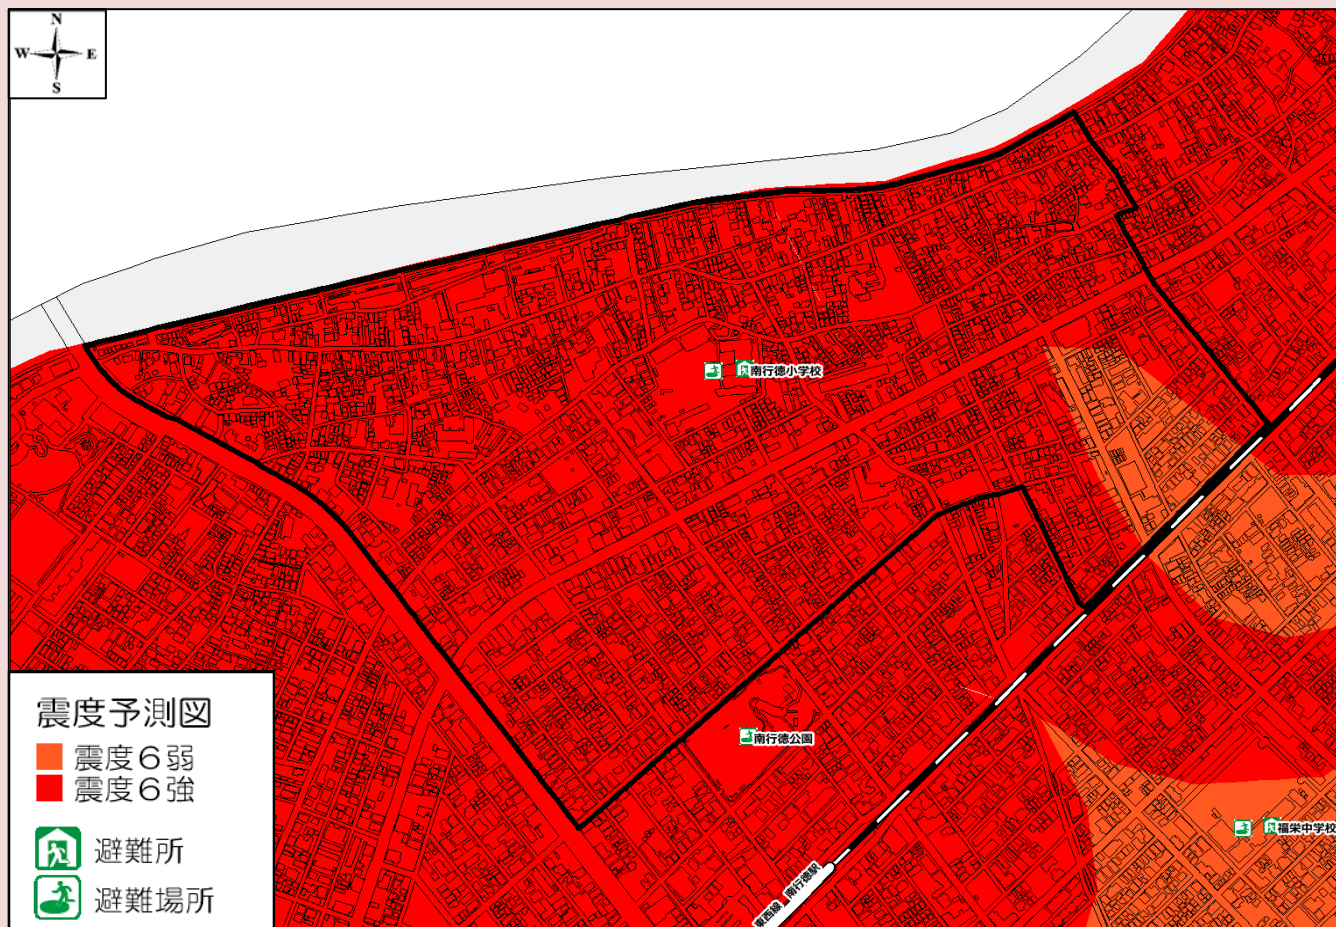 N
W E
S
南行徳小学校
南行徳公園
福栄中学校
東西線 南行徳駅
震度予測図
震度6弱
震度6強
避難所
避難場所